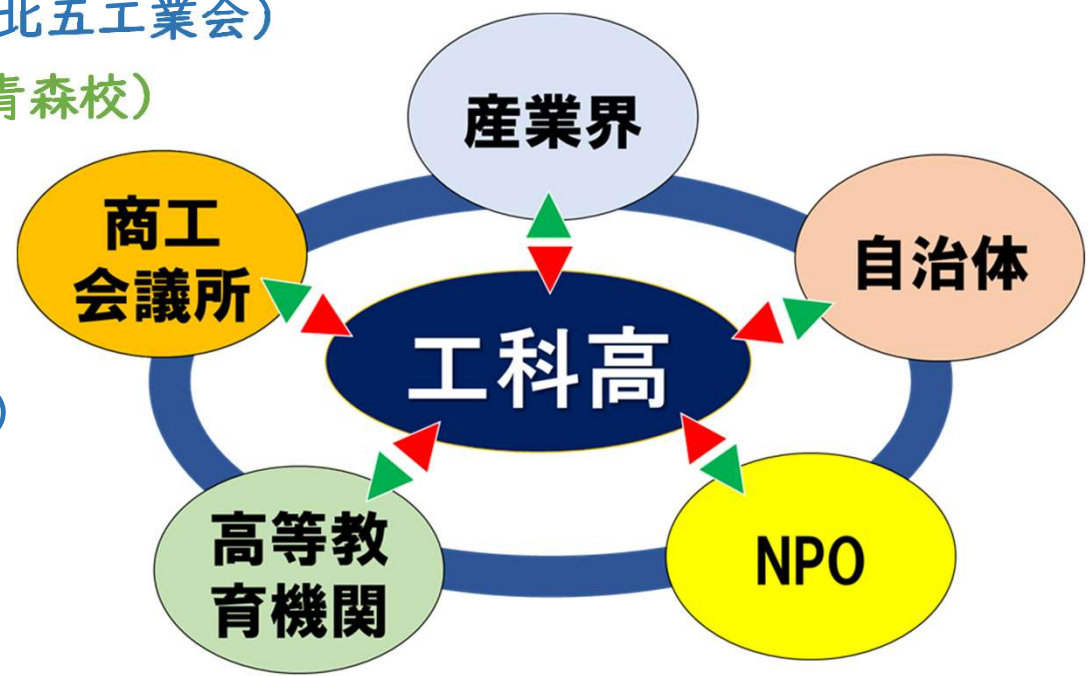 北五工業会）
青森校）
産業界
商工
会議所
自治体
工科高
）
高等教
育機関
NPO